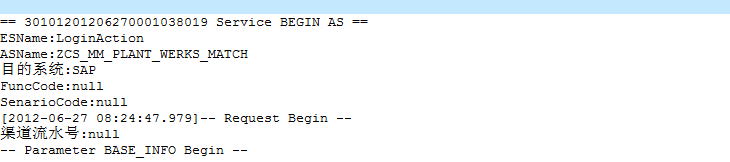 == 30101201206270001038019 Service BEGIN AS ==
ESName:LoginAction
ASName:ZCS_MM_PLANT_WERKS_MATCH
目的系统:SAP
FuncCode:null
SenarioCode:null
[2012-06-27 08:24:47.979]-- Request Begin --
渠道流水号:null
-- Parameter BASE_INFO Begin --